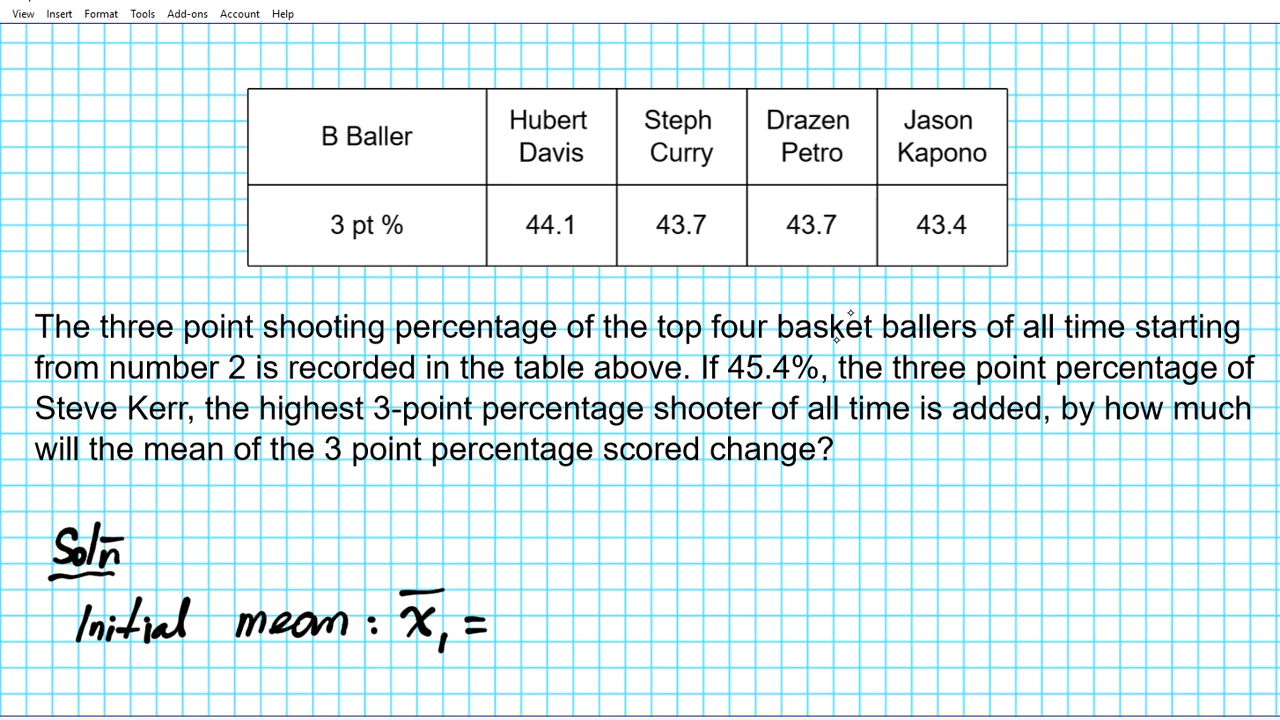 View Insert Format Tools Add-ons Account Help
B Baller
Hubert Davis
Steph Curry
Drazen Petro
Jason Kapono
3 pt %
44.1
43.7
43.7
43.4
The three point shooting percentage of the top four basket ballers of all time starting
from number 2 is recorded in the table above. If 45.4%, the three point percentage of
Steve Kerr, the highest 3-point percentage shooter of all time is added, by how much
will the mean of the 3 point percentage scored change?
Soln̄
Initial mean : x̄₁ =